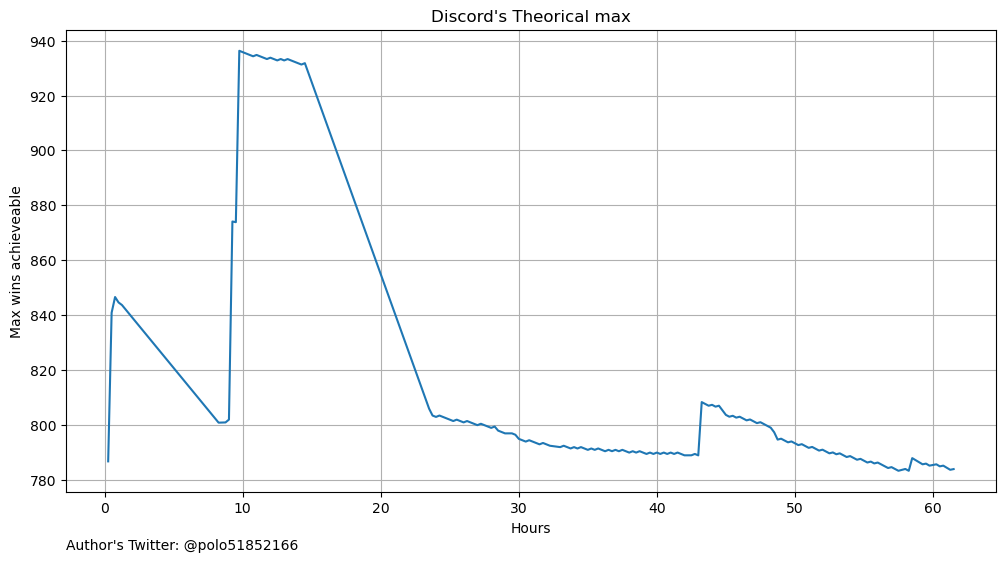 Discord's Theorical max
Max wins achieveable
940
920
900
880
860
840
820
800
780
0 10 20 30 40 50 60
Hours
Author's Twitter: @polo51852166